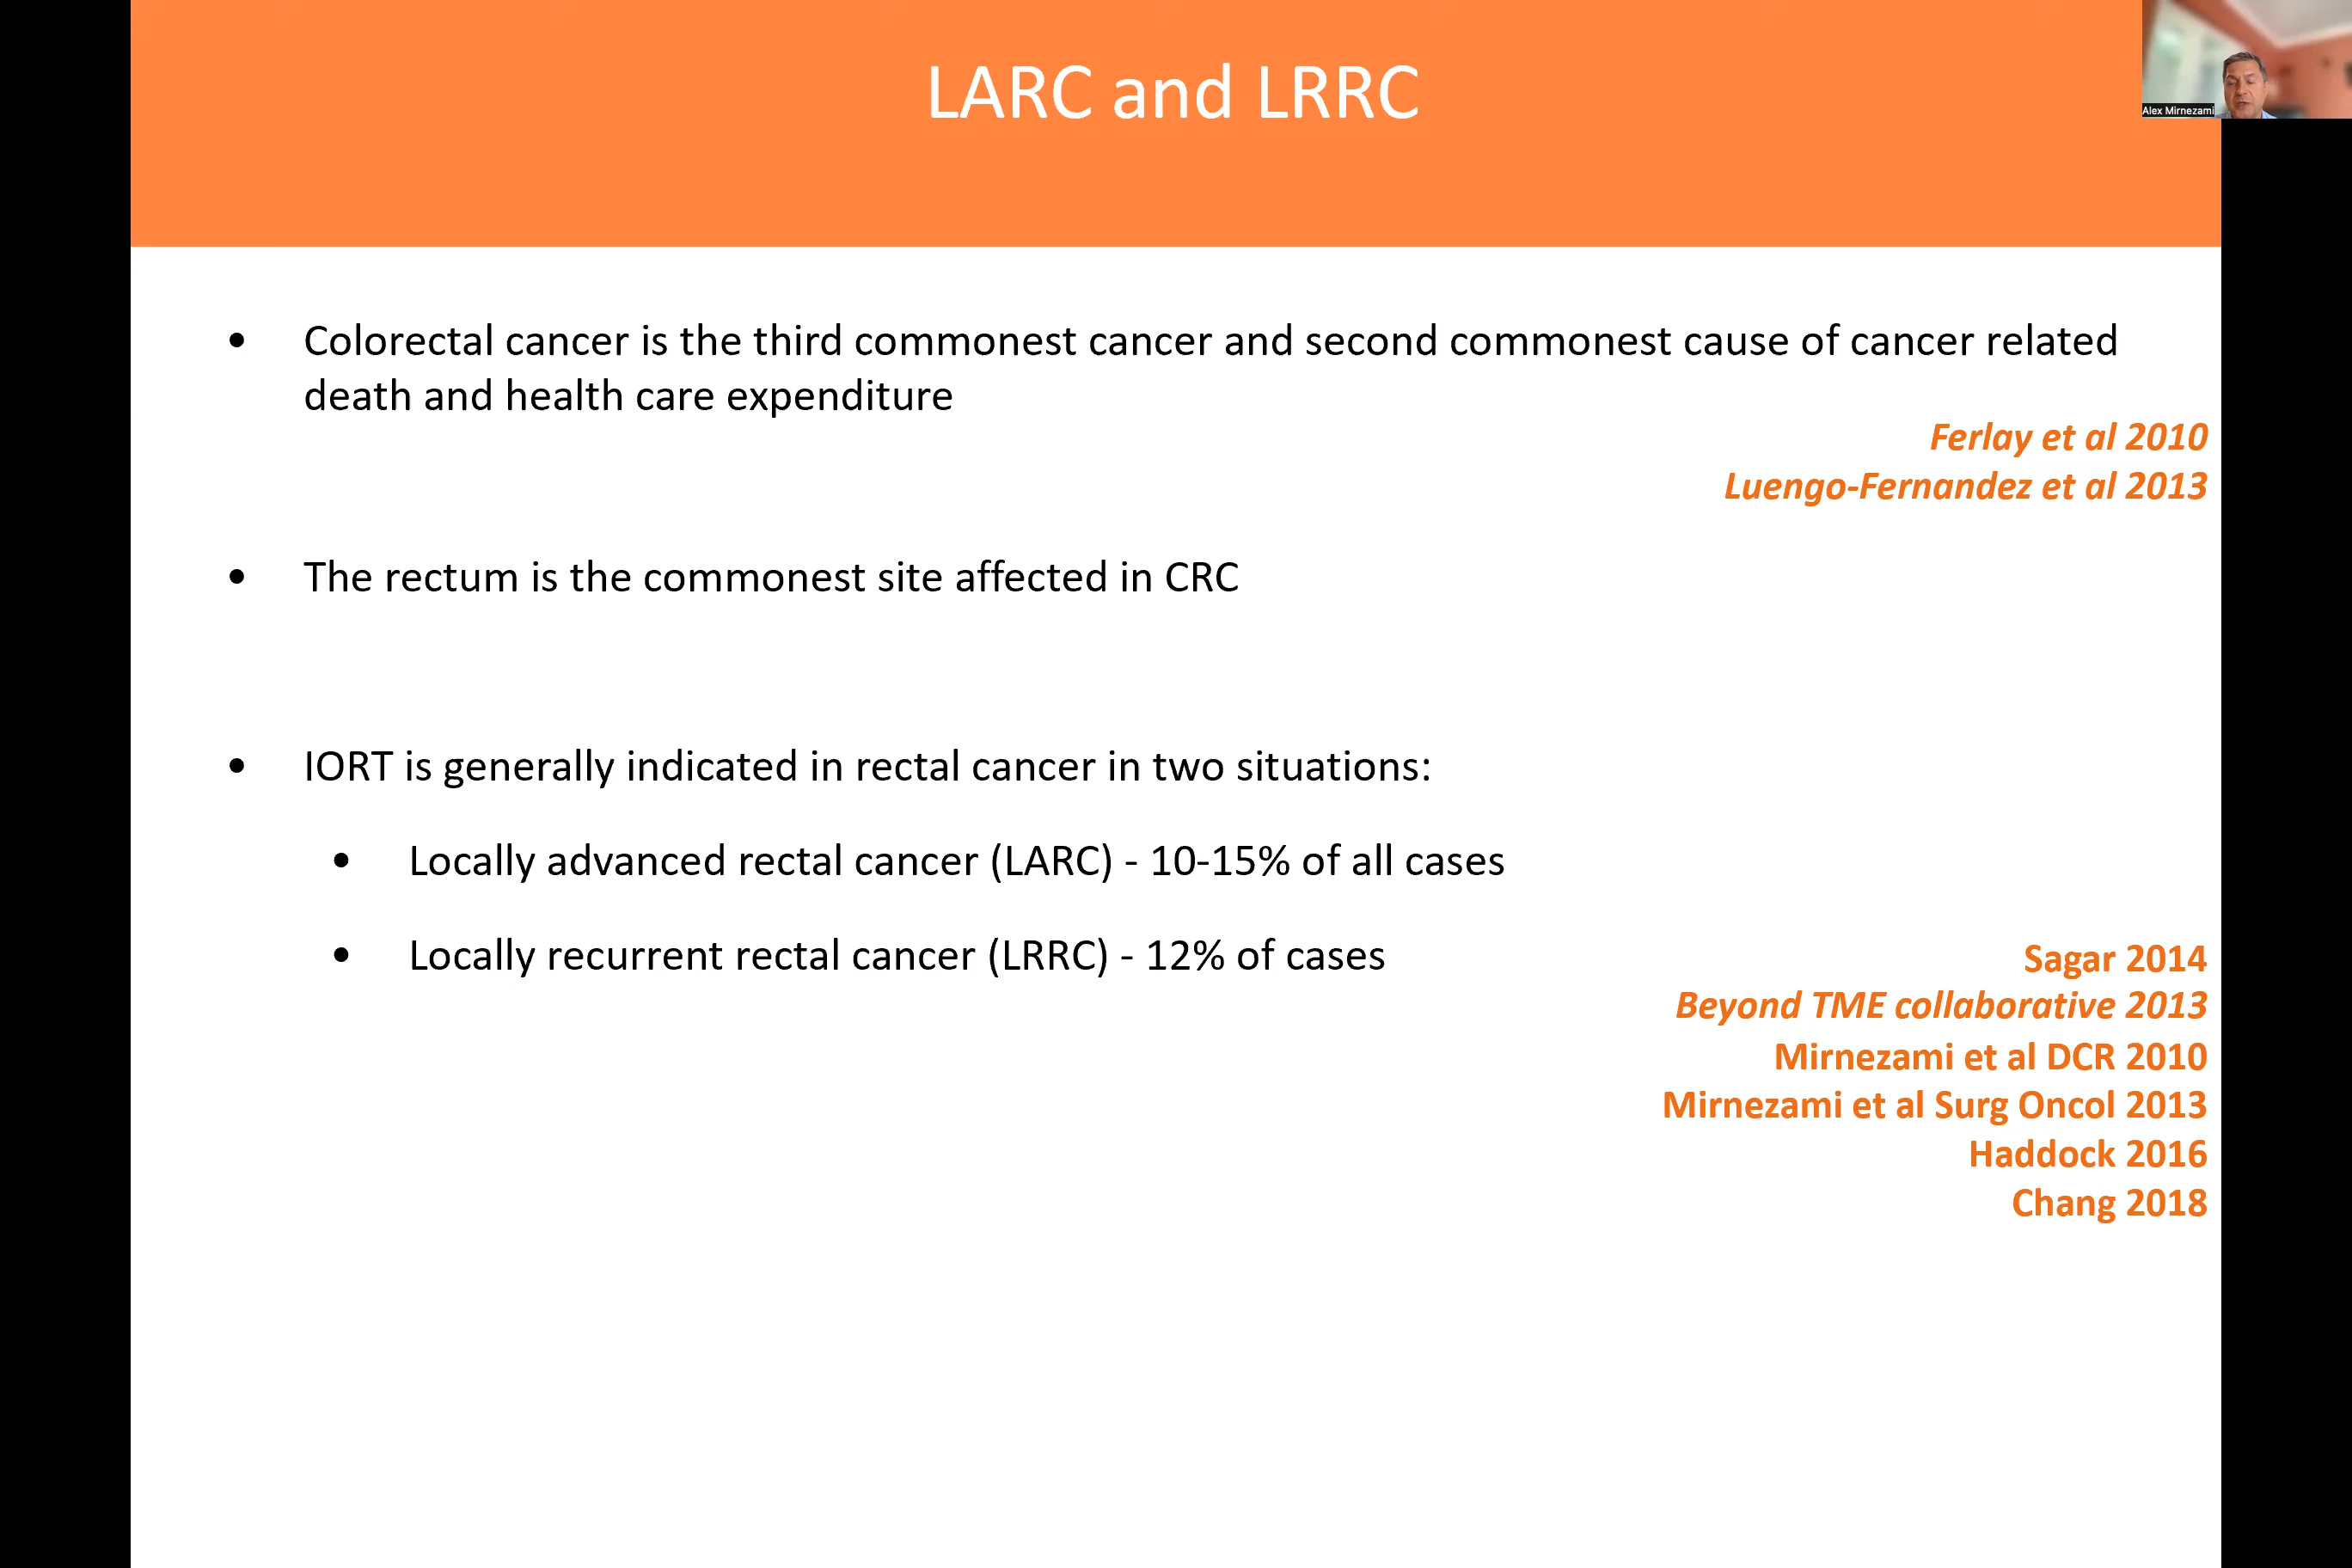 LARC and LRRC
Alex Mirnezami
• Colorectal cancer is the third commonest cancer and second commonest cause of cancer related
death and health care expenditure
Ferlay et al 2010
Luengo-Fernandez et al 2013
• The rectum is the commonest site affected in CRC
• IORT is generally indicated in rectal cancer in two situations:
• Locally advanced rectal cancer (LARC) - 10-15% of all cases
• Locally recurrent rectal cancer (LRRC) - 12% of cases
Sagar 2014
Beyond TME collaborative 2013
Mirnezami et al DCR 2010
Mirnezami et al Surg Oncol 2013
Haddock 2016
Chang 2018